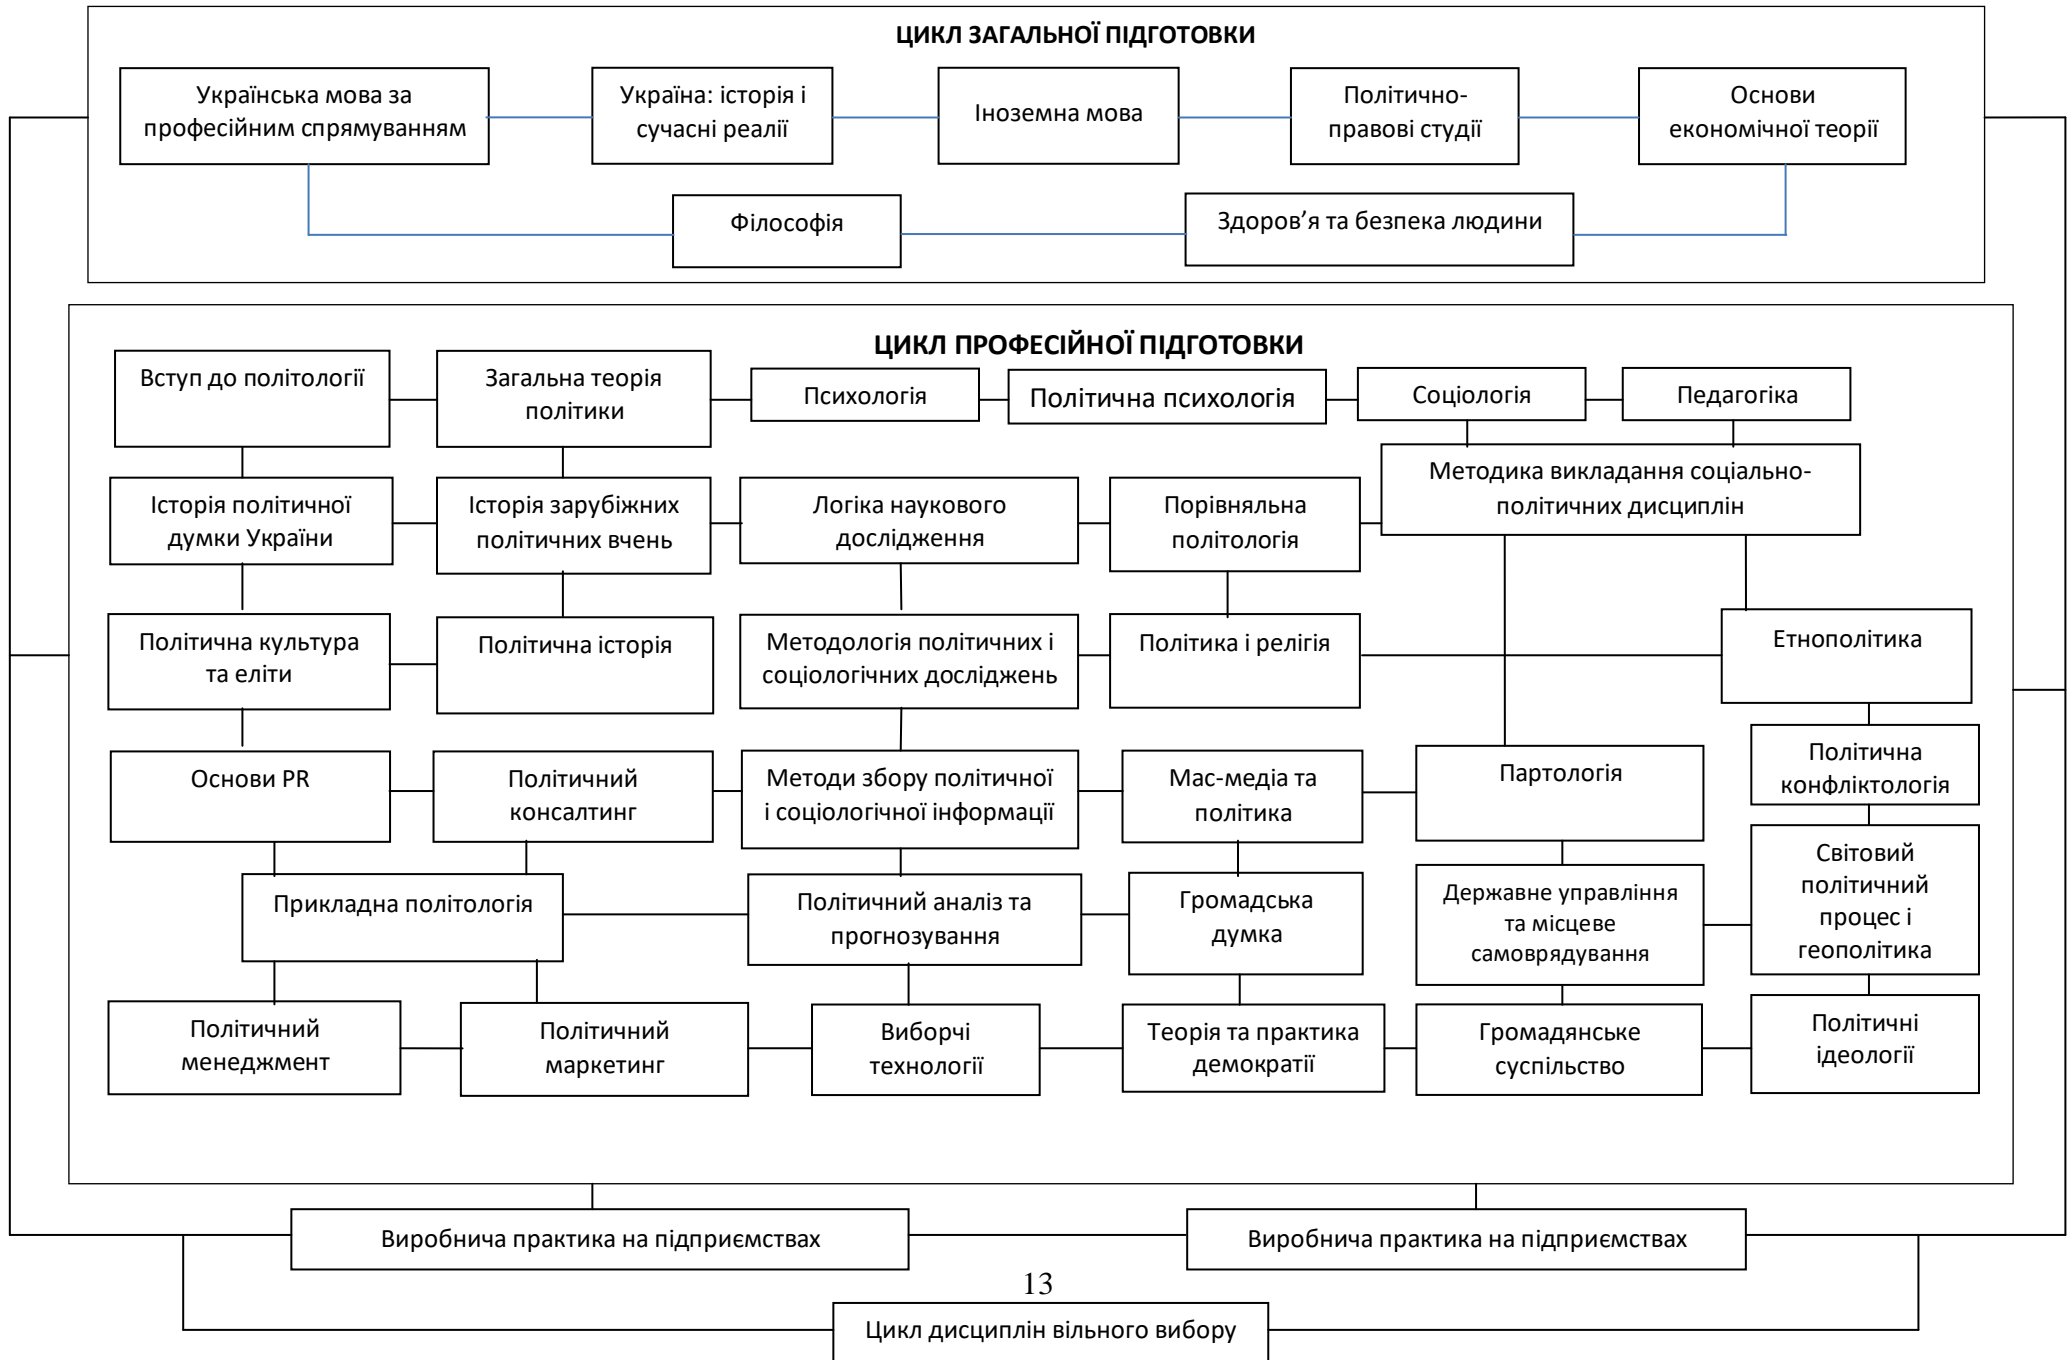 ЦИКЛ ЗАГАЛЬНОЇ ПІДГОТОВКИ
Українська мова за
професійним спрямуванням
Україна: історія і
сучасні реалії
Іноземна мова
Політично-
правові студії
Основи
економічної теорії
Філософія
Здоров’я та безпека людини
ЦИКЛ ПРОФЕСІЙНОЇ ПІДГОТОВКИ
Вступ до політології
Загальна теорія
політики
Психологія
Політична психологія
Соціологія
Педагогіка
Історія політичної
думки України
Історія зарубіжних
політичних вчень
Логіка наукового
дослідження
Порівняльна
політологія
Методика викладання соціально-
політичних дисциплін
Політична культура
та еліти
Політична історія
Методологія політичних і
соціологічних досліджень
Політика і релігія
Етнополітика
Основи PR
Політичний
консалтинг
Методи збору політичної
і соціологічної інформації
Мас-медіа та
політика
Партологія
Політична
конфліктологія
Прикладна політологія
Політичний аналіз та
прогнозування
Громадська
думка
Державне управління
та місцеве
самоврядування
Світовий
політичний
процес і
геополітика
Політичний
менеджмент
Політичний
маркетинг
Виборчі
технології
Теорія та практика
демократії
Громадянське
суспільство
Політичні
ідеології
Виробнича практика на підприємствах
Виробнича практика на підприємствах
13
Цикл дисциплін вільного вибору